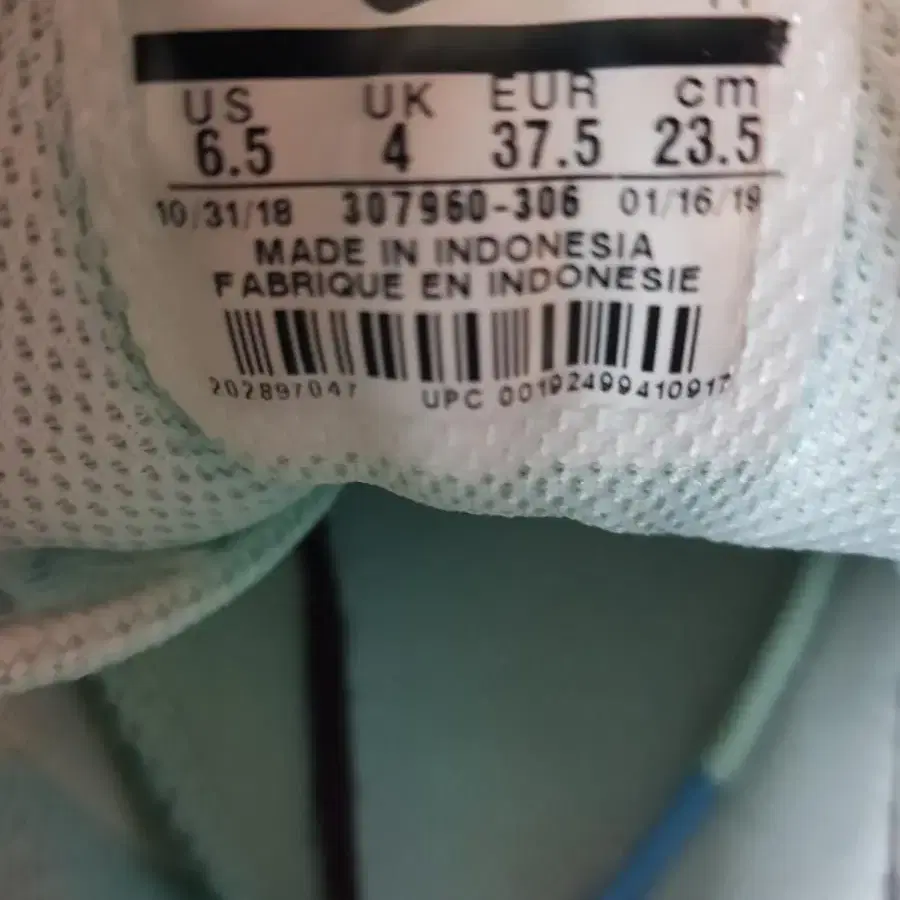 US UK EUR cm
6.5 4 37.5 23.5
10/31/18 307960-306 01/16/19
MADE IN INDONESIA
FABRIQUE EN INDONESIE
202897047 UPC 00192499410917